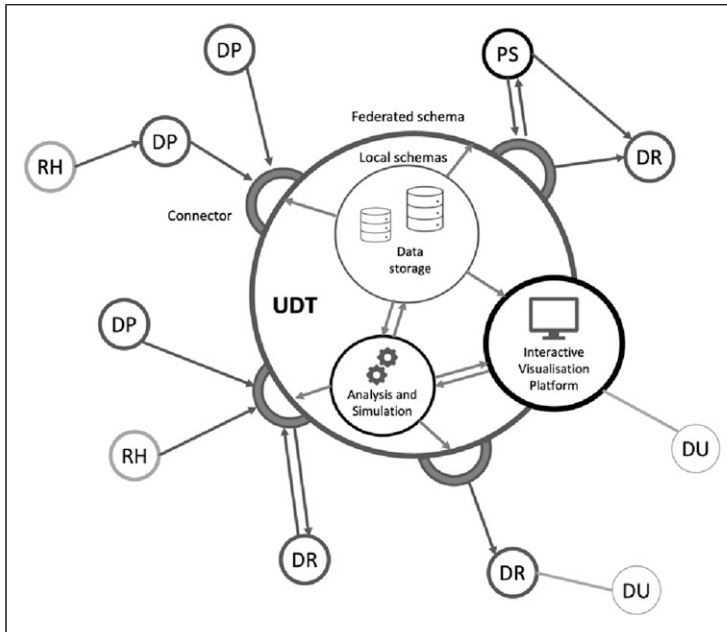 DP
PS
Federated schema
DP
RH
DR
Local schemas
Connector
Data
storage
UDT
DP
Interactive
Visualisation
Platform
Analysis and
Simulation
RH
DU
DR
DR
DU